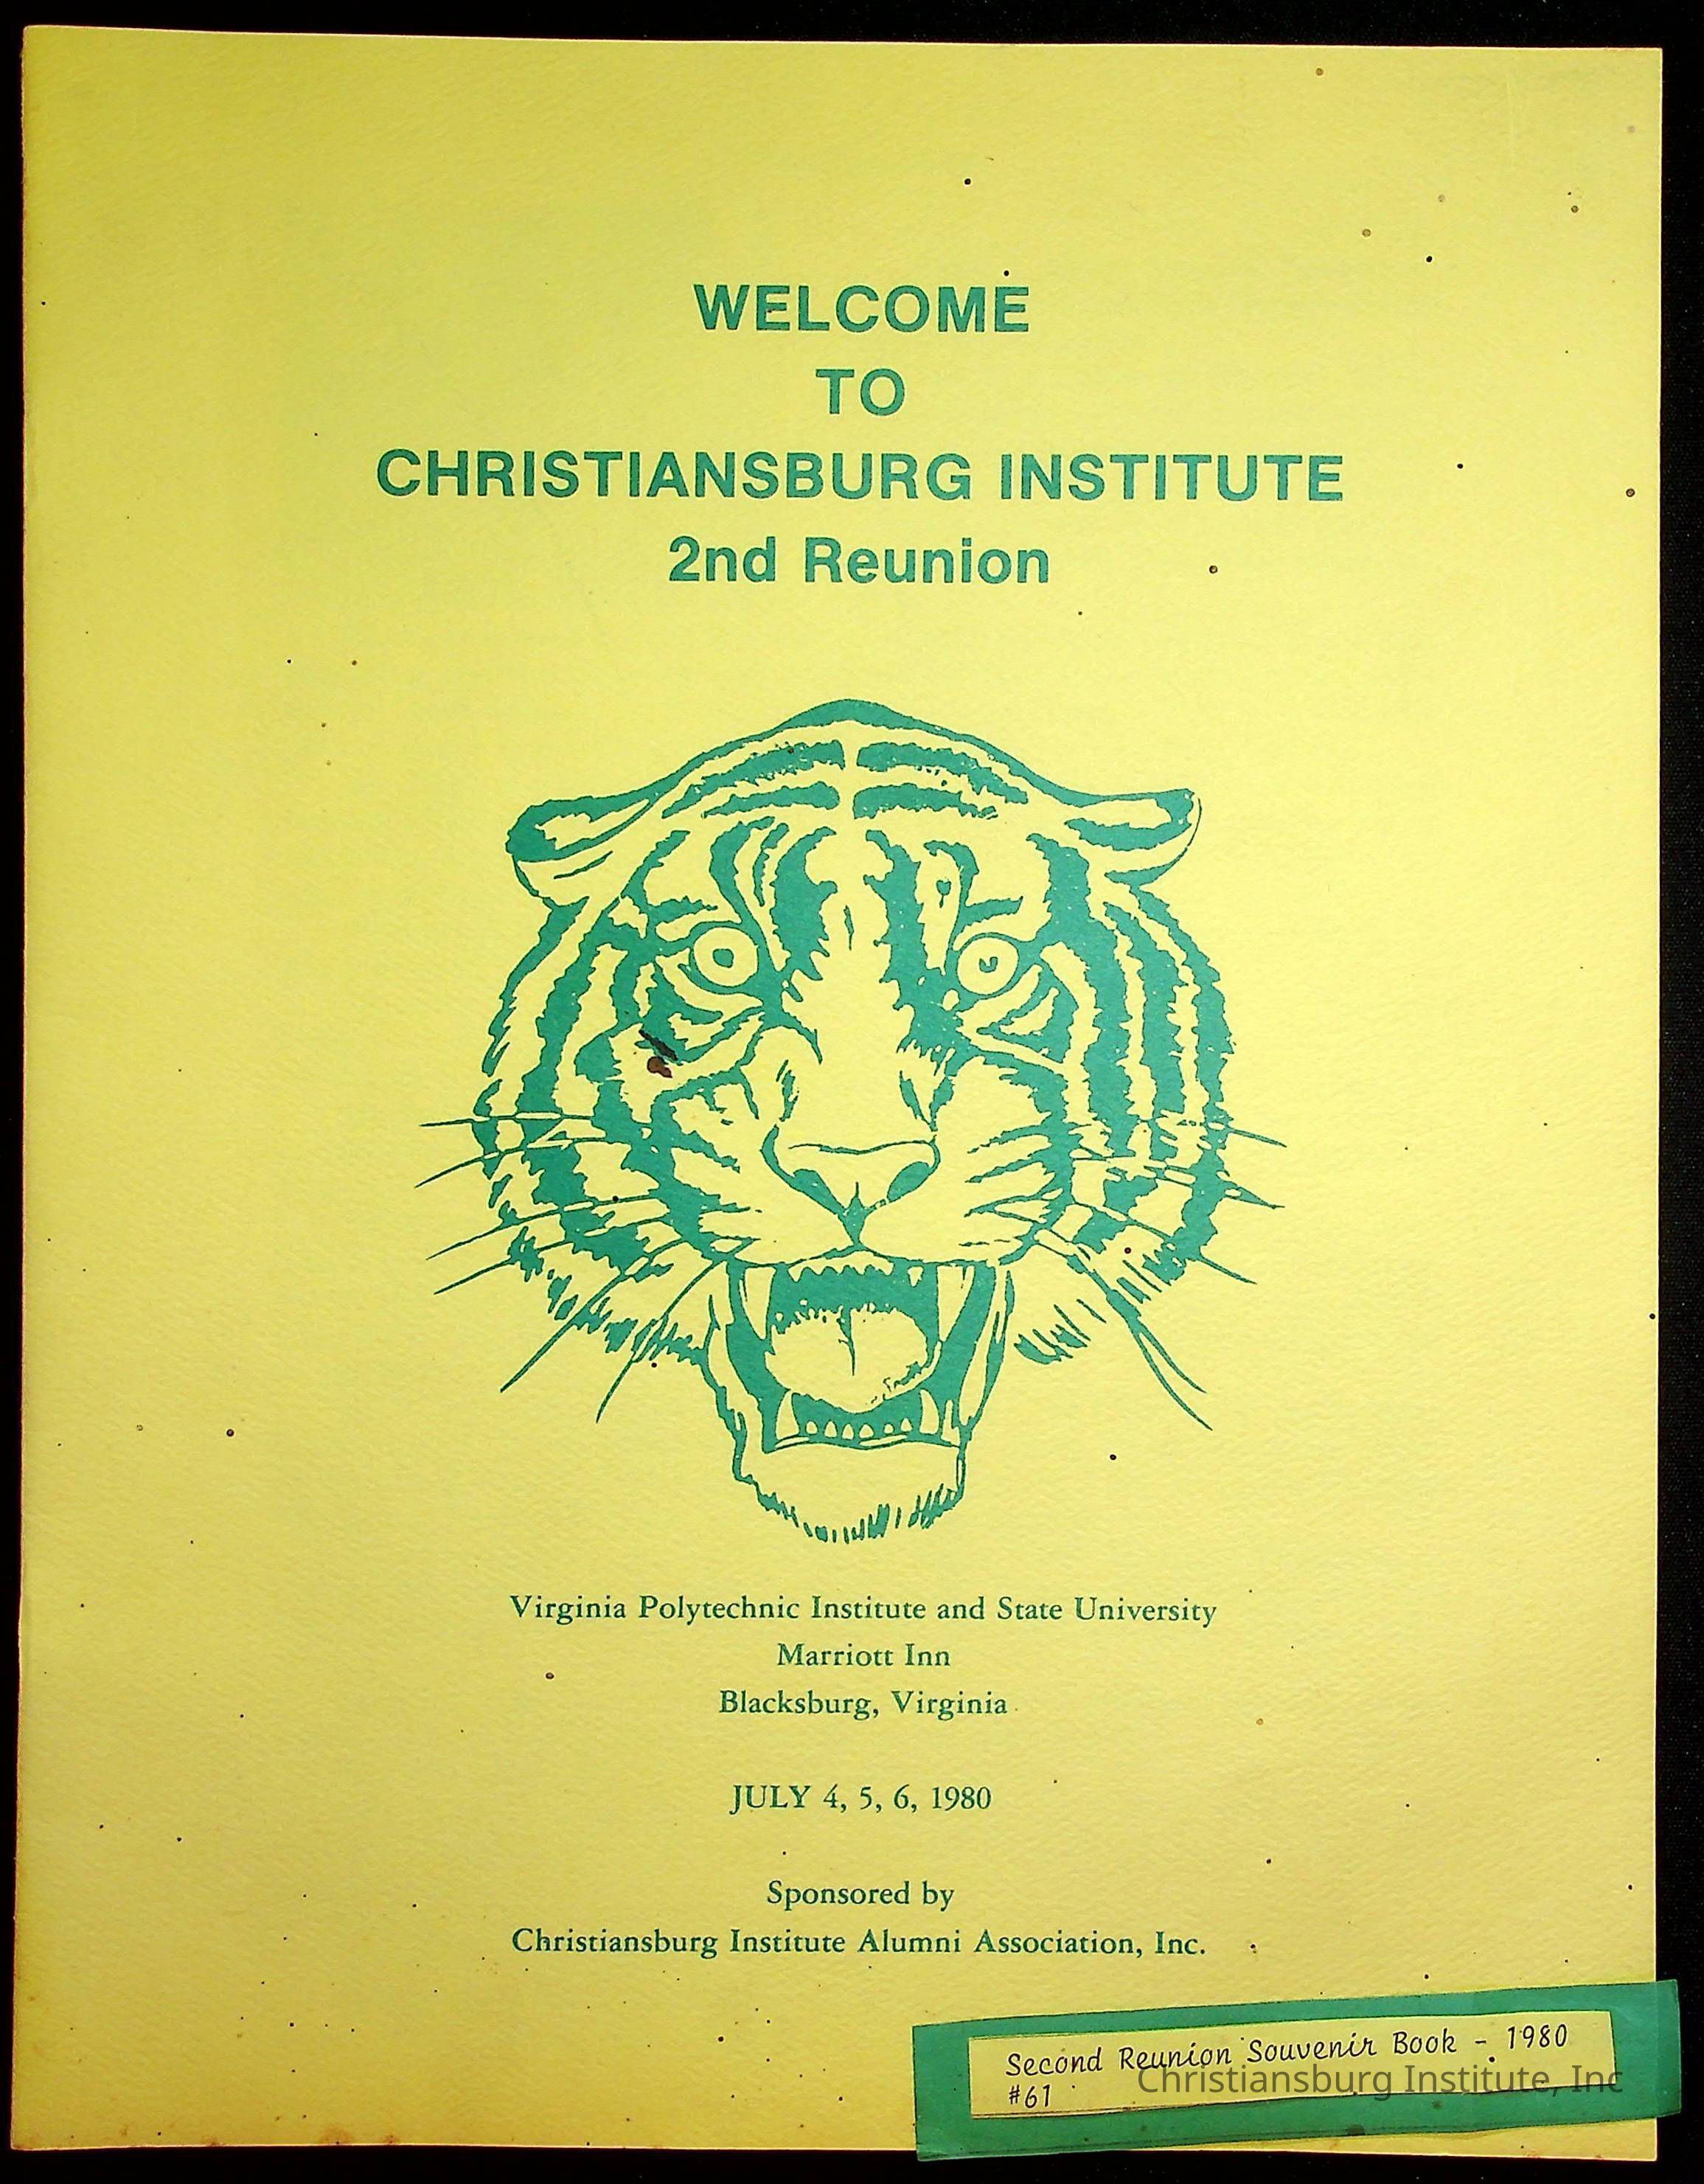 WELCOME
TO
CHRISTIANSBURG INSTITUTE
2nd Reunion
Virginia Polytechnic Institute and State University
Marriott Inn
Blacksburg, Virginia
JULY 4, 5, 6, 1980
Sponsored by
Christiansburg Institute Alumni Association, Inc.
Second Reunion Souvenir Book - 1980
#61
Christiansburg Institute, Inc